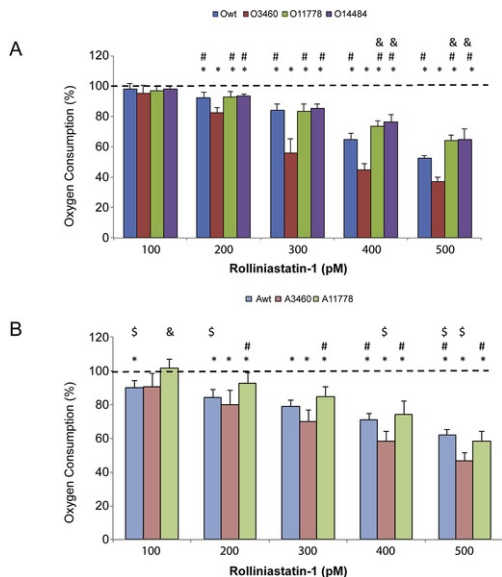 Owt O3460 O11778 O14484
A
& & & &
# # # # # # # # # # # #
* * * * * * * * * * * * * * *
120
100
80
60
40
20
0
Oxygen Consumption (%)
100 200 300 400 500
Rolliniastatin-1 (pM)
Awt A3460 A11778
B
$ & $ $ $ $
# # # # # #
* * * * * * * * * * * * *
120
100
80
60
40
20
0
Oxygen Consumption (%)
100 200 300 400 500
Rolliniastatin-1 (pM)